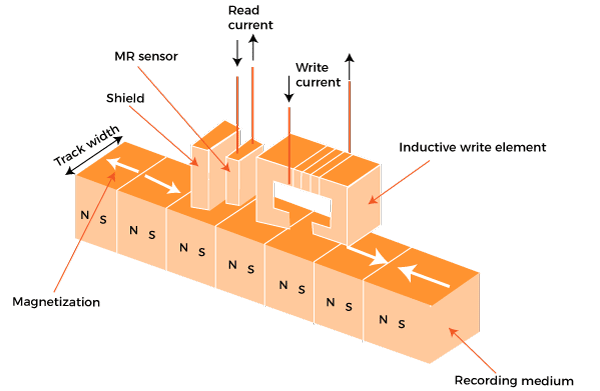 Read
current
MR sensor
Write
current
Shield
Track width
Inductive write element
N S
N S
N S
N S
N S
N S
N S
Magnetization
Recording medium